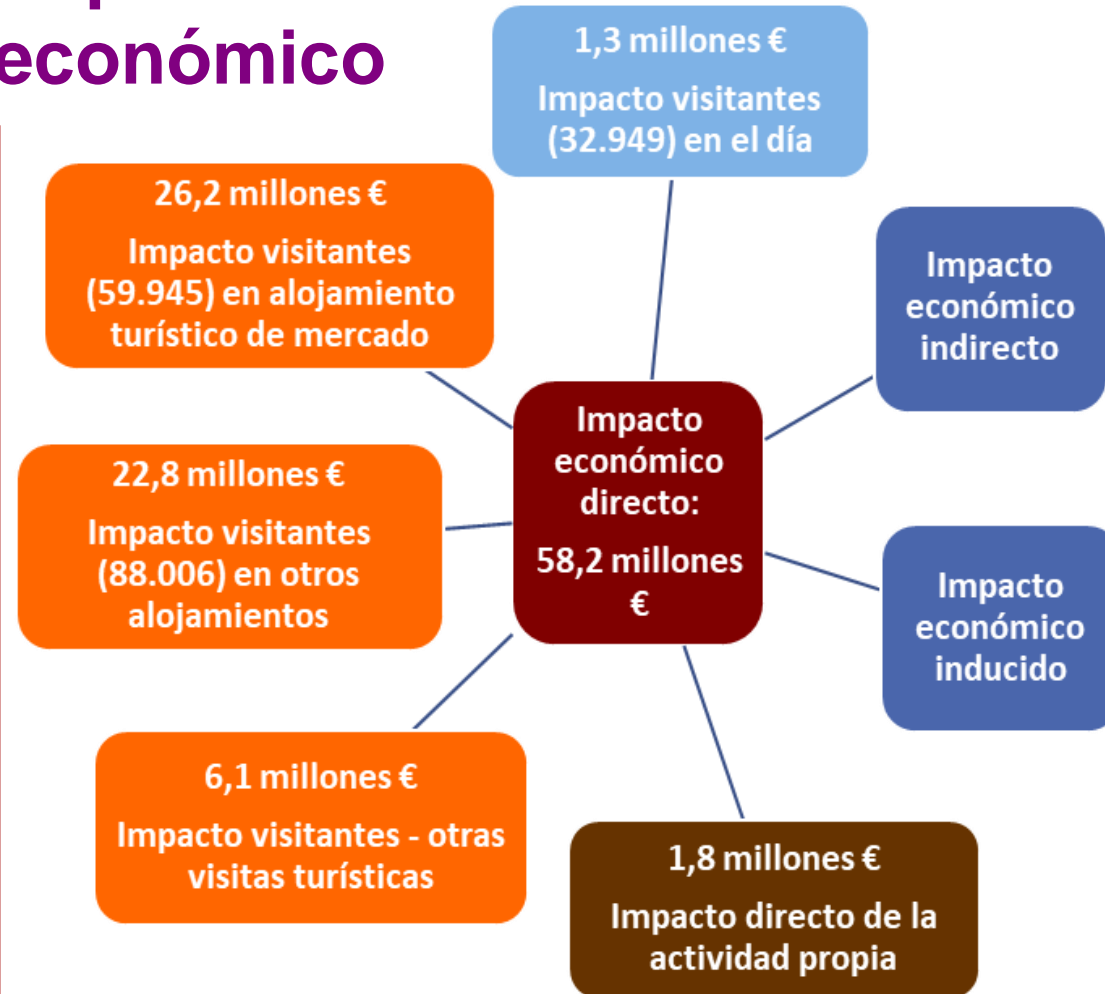 económico
1,3 millones €
Impacto visitantes
(32.949) en el día
26,2 millones €
Impacto visitantes
(59.945) en alojamiento
turístico de mercado
Impacto
económico
indirecto
Impacto
económico
directo:
58,2 millones
€
22,8 millones €
Impacto visitantes
(88.006) en otros
alojamientos
Impacto
económico
inducido
6,1 millones €
Impacto visitantes - otras
visitas turísticas
1,8 millones €
Impacto directo de la
actividad propia